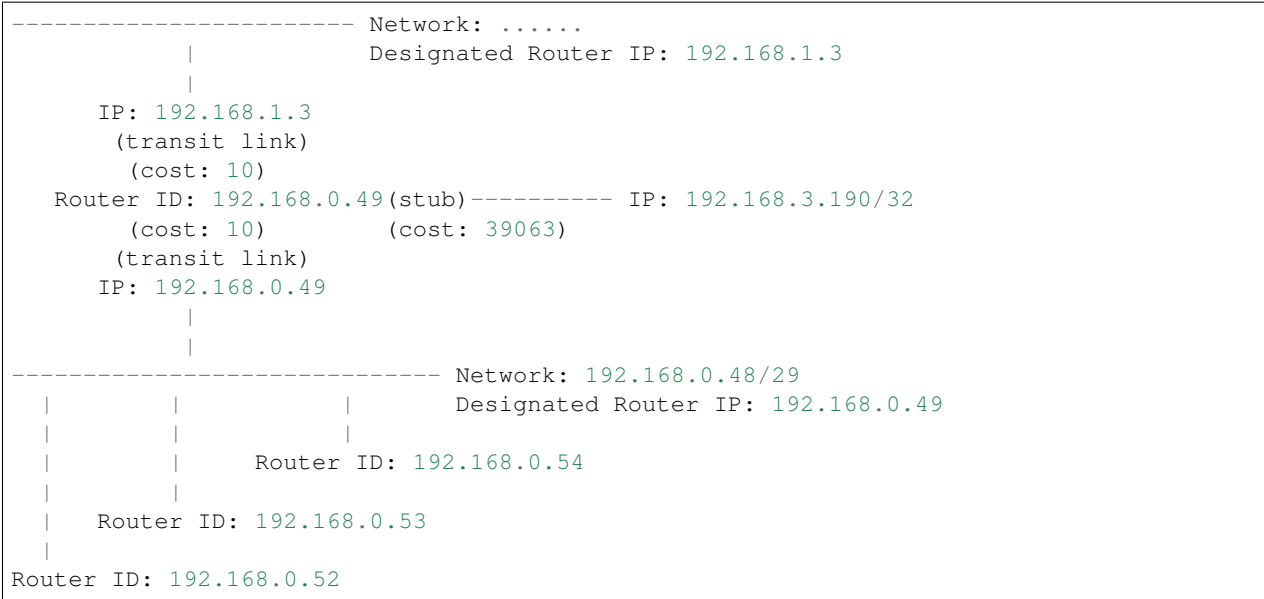 ------------------------ Network: ......
            |            Designated Router IP: 192.168.1.3
            |
      IP: 192.168.1.3
       (transit link)
        (cost: 10)
   Router ID: 192.168.0.49(stub)---------- IP: 192.168.3.190/32
        (cost: 10)        (cost: 39063)
       (transit link)
      IP: 192.168.0.49
            |
            |
------------------------------ Network: 192.168.0.48/29
  |        |           |       Designated Router IP: 192.168.0.49
  |        |           |
  |        |     Router ID: 192.168.0.54
  |        |
  |   Router ID: 192.168.0.53
  |
Router ID: 192.168.0.52